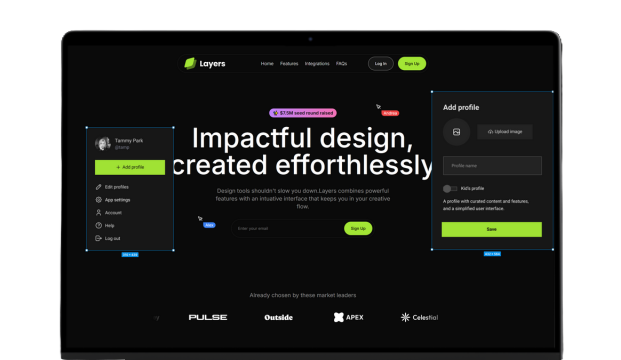 Layers
Home Features Integrations FAQs
Log In
Sign Up
$7.5M seed round raised
Impactful design,
created effortlessly
Design tools shouldn't slow you down.Layers combines powerful
features with an intuative interface that keeps you in your creative
flow.
Enter your email
Sign Up
Tammy Park
+ Add profile
Edit profiles
App settings
Account
Help
Log out
Add profile
Upload image
Profile name
Kid's profile
A profile with curated content and features,
and a simplified user interface.
Save
Already chosen by these market leaders
PULSE
Outside
APEX
Celestial